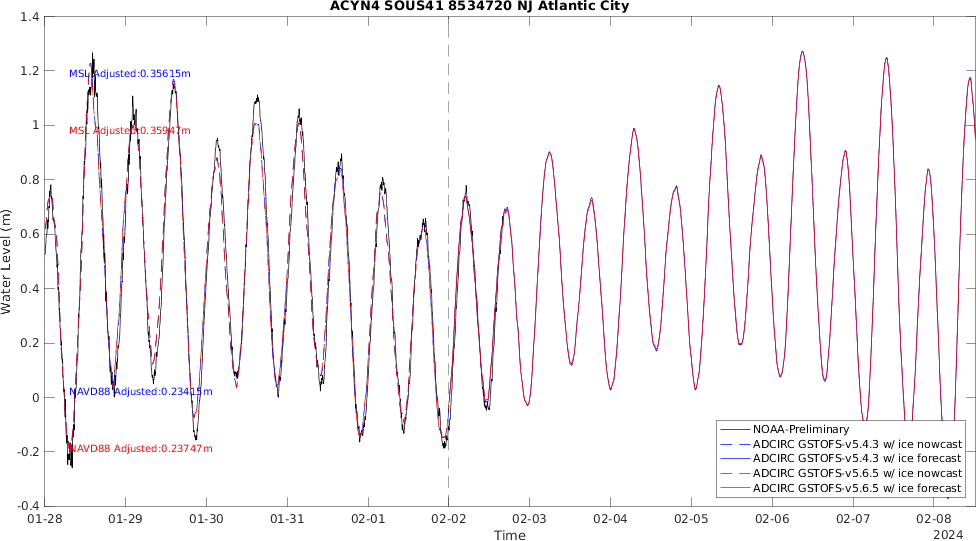 ACYN4 SOUS41 8534720 NJ Atlantic City
1.4
1.2
1
0.8
0.6
0.4
0.2
0
-0.2
-0.4
Water Level (m)
MSL Adjusted:0.35615m
MSL Adjusted:0.35947m
NAVD88 Adjusted:0.23415m
NAVD88 Adjusted:0.23747m
NOAA-Preliminary
ADCIRC GSTOFS-v5.4.3 w/ ice nowcast
ADCIRC GSTOFS-v5.4.3 w/ ice forecast
ADCIRC GSTOFS-v5.6.5 w/ ice nowcast
ADCIRC GSTOFS-v5.6.5 w/ ice forecast
01-28 01-29 01-30 01-31 02-01 02-02 02-03 02-04 02-05 02-06 02-07 02-08
2024
Time